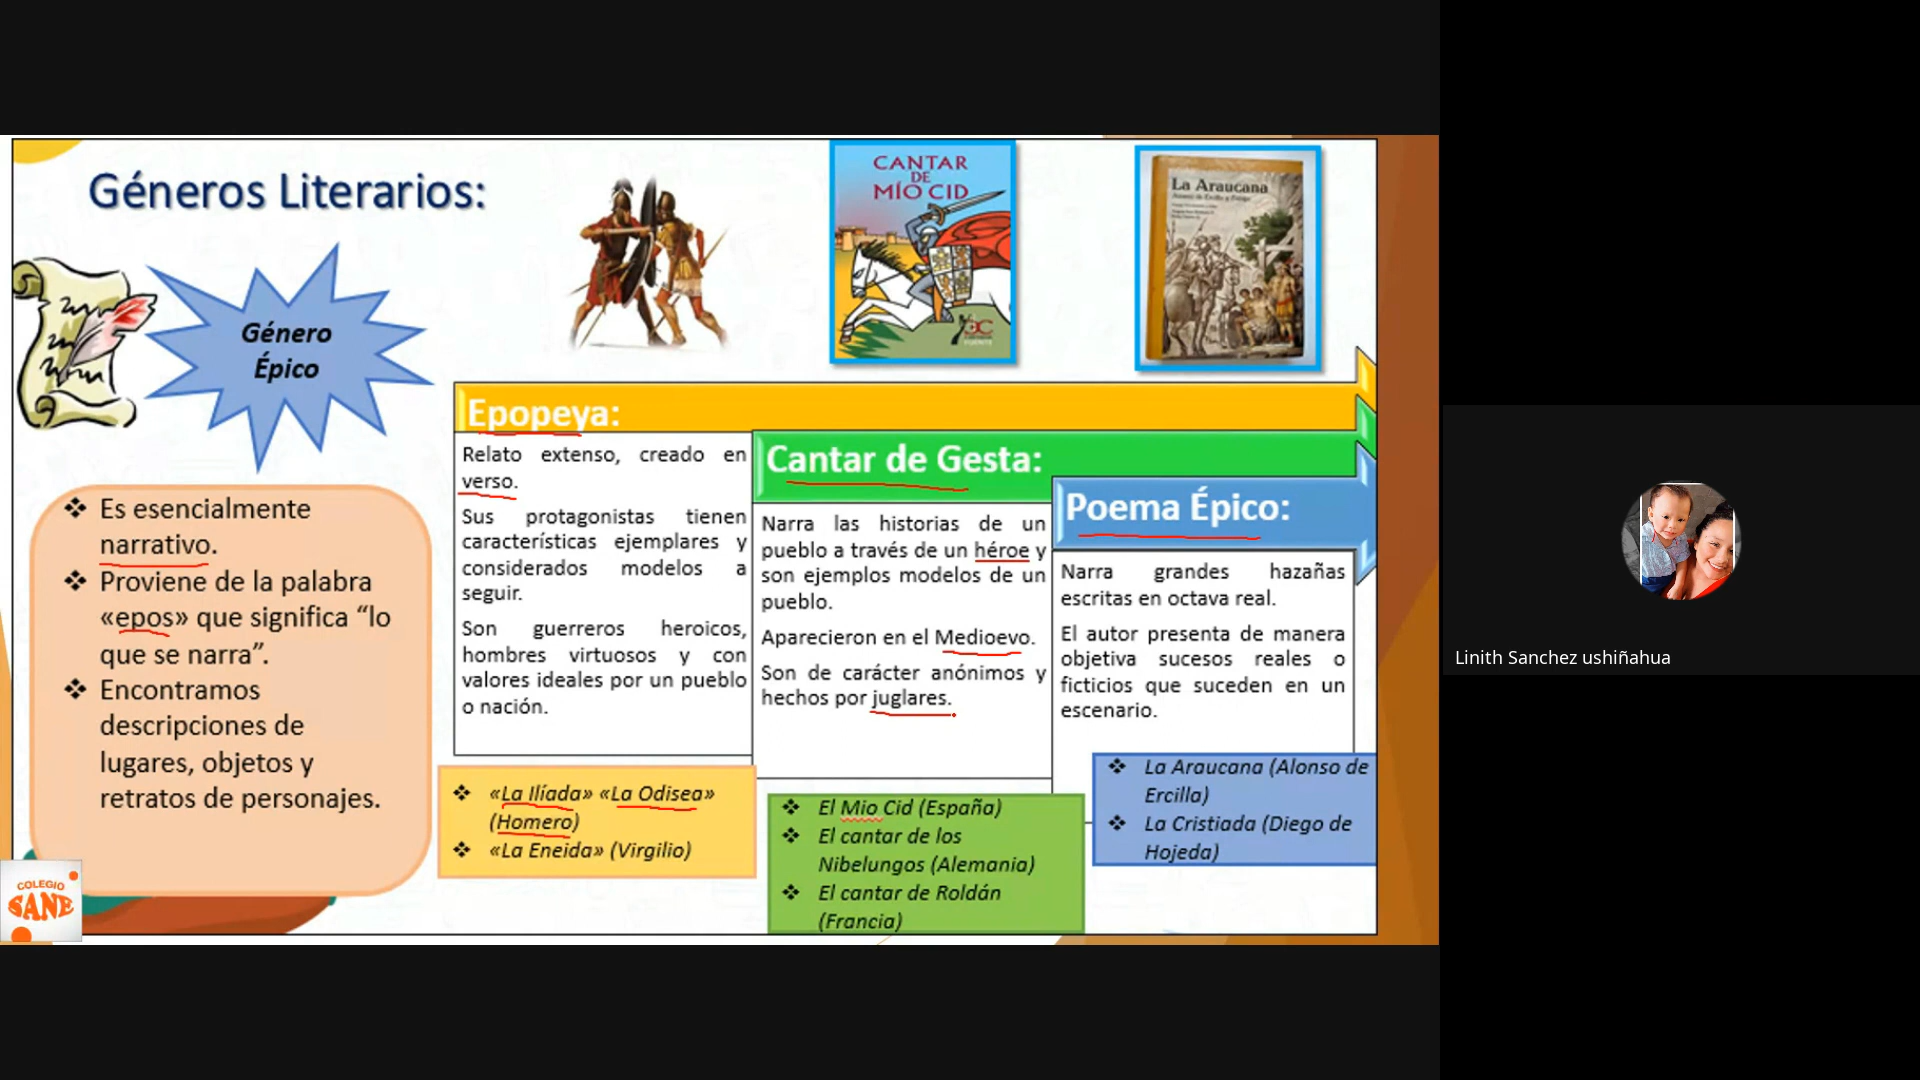 Géneros Literarios:
Género
Épico
CANTAR
DE
MÍO CID
La Araucana
Epopeya:
Cantar de Gesta:
Poema Épico:
❖ Es esencialmente
narrativo.
❖ Proviene de la palabra
«epos» que significa “lo
que se narra”.
❖ Encontramos
descripciones de
lugares, objetos y
retratos de personajes.
Relato extenso, creado en
verso.
Sus protagonistas tienen
características ejemplares y
considerados modelos a
seguir.
Son guerreros heroicos,
hombres virtuosos y con
valores ideales por un pueblo
o nación.
❖ «La Ilíada» «La Odisea»
(Homero)
❖ «La Eneida» (Virgilio)
Narra las historias de un
pueblo a través de un héroe y
son ejemplos modelos de un
pueblo.
Aparecieron en el Medioevo.
Son de carácter anónimos y
hechos por juglares.
❖ El Mio Cid (España)
❖ El cantar de los
Nibelungos (Alemania)
❖ El cantar de Roldán
(Francia)
Narra grandes hazañas
escritas en octava real.
El autor presenta de manera
objetiva sucesos reales o
ficticios que suceden en un
escenario.
❖ La Araucana (Alonso de
Ercilla)
❖ La Cristiada (Diego de
Hojeda)
COLEGIO
SANE
Linith Sanchez ushiñahua